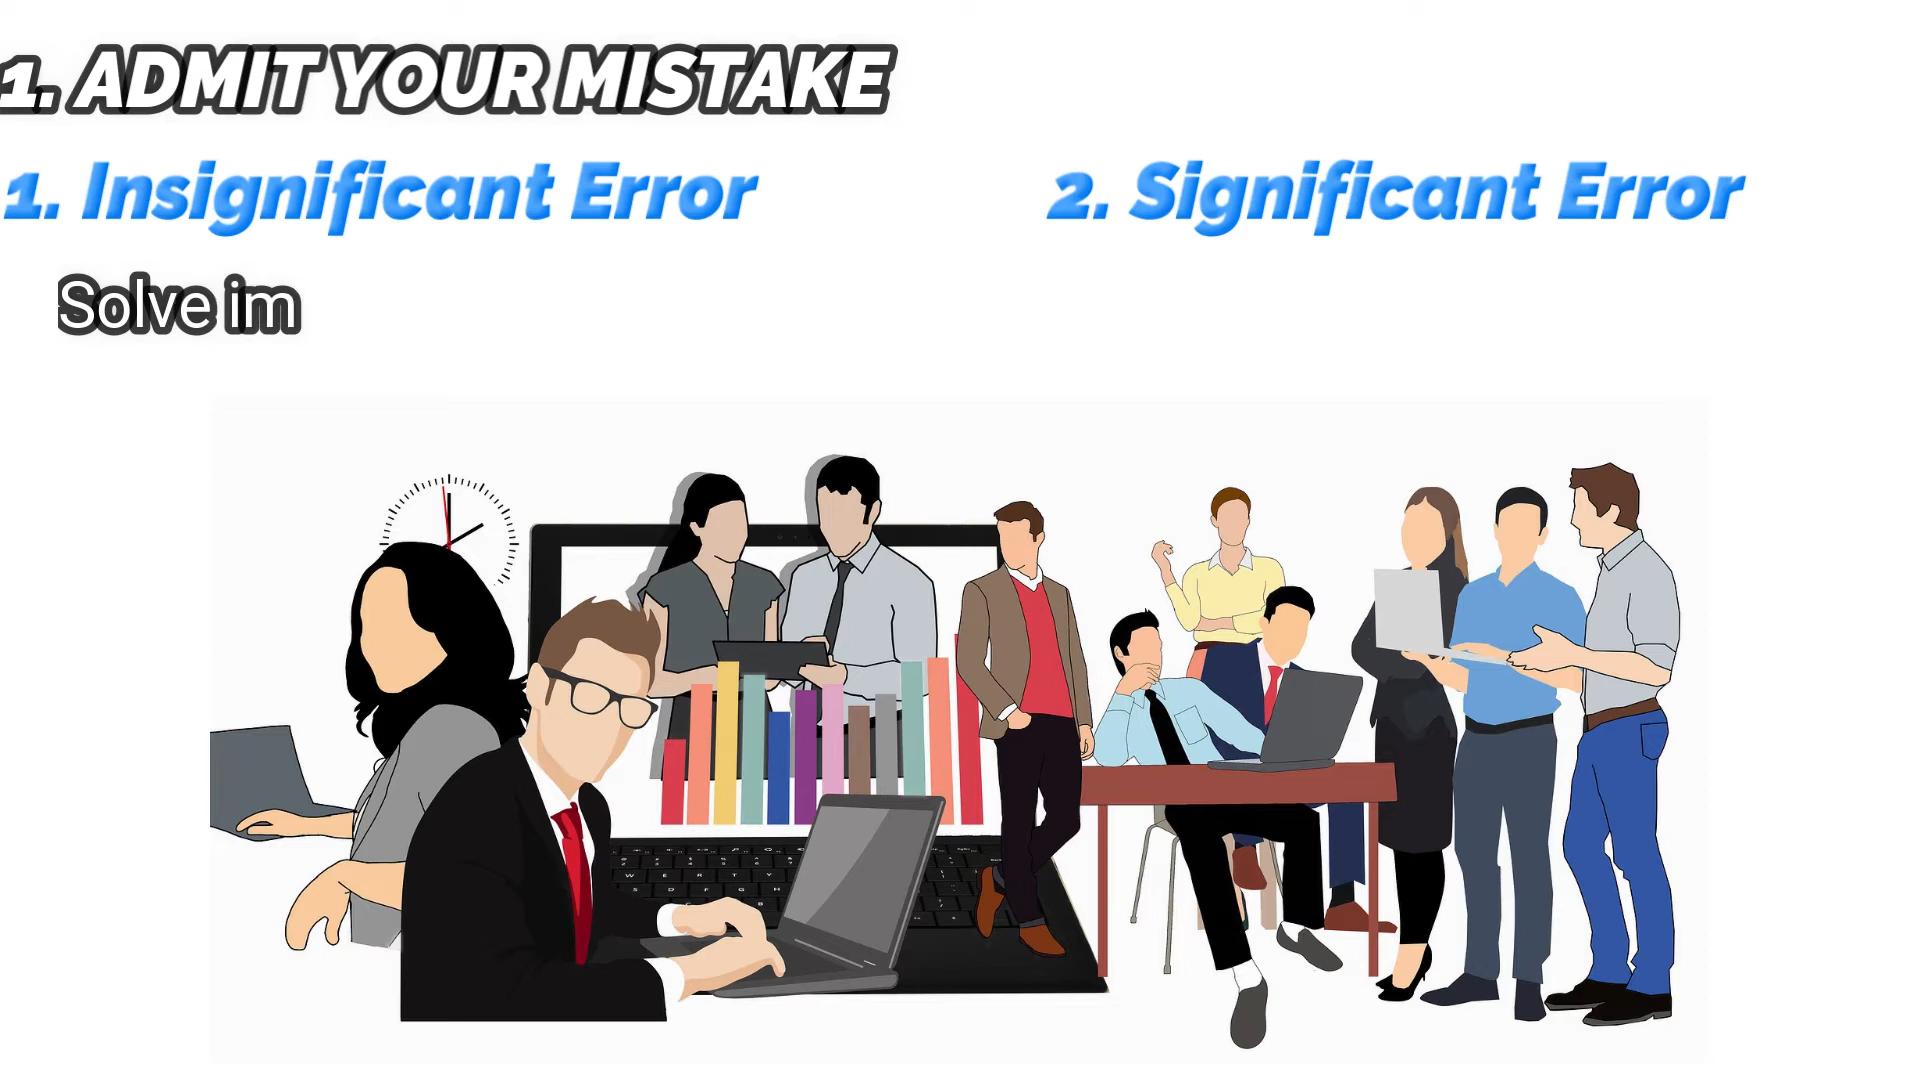 1. ADMIT YOUR MISTAKE
1. Insignificant Error
2. Significant Error
Solve im